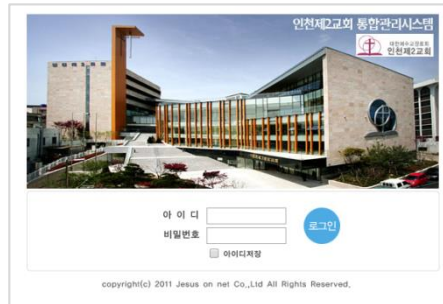 인천제2교회 통합관리시스템
대한예수교장로회
인천제2교회
아 이 디
비밀번호
로그인
아이디저장
copyright(c) 2011 Jesus on net Co.,Ltd All Rights Reserved.